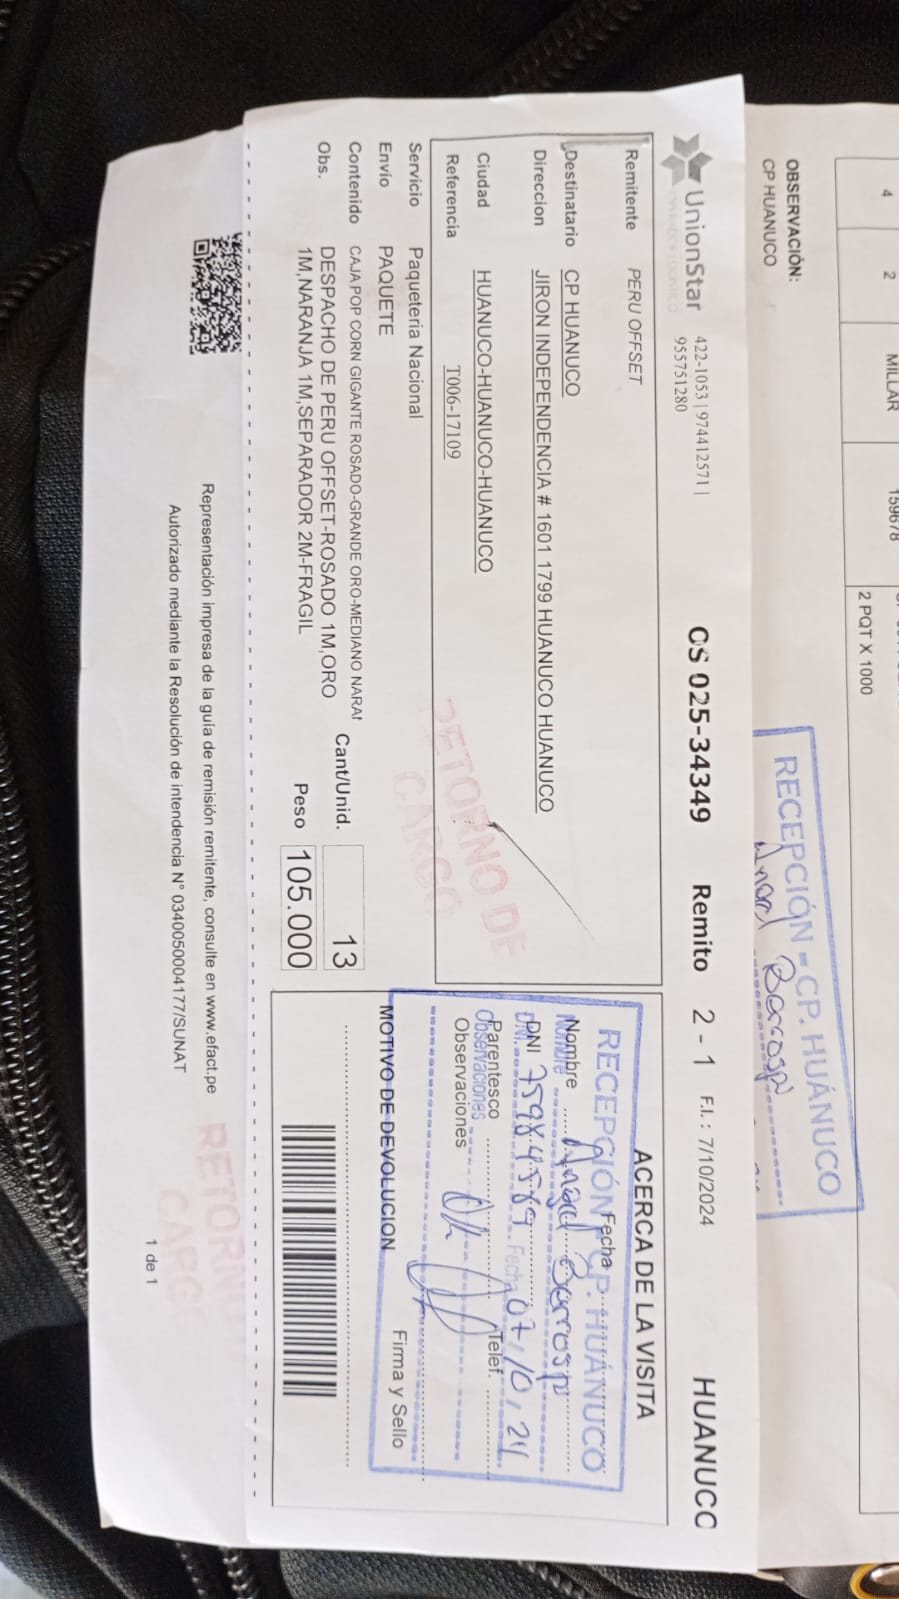 4 2 MILLAR 159678
2 PQT X 1000
OBSERVACIÓN:
CP HUANUCO
RECEPCIÓN - CP. HUÁNUCO
UnionStar 422-1053 | 974412571 |
955751280
CS 025-34349 Remito 2 - 1 F.I. : 7/10/2024 HUANUCC
Remitente PERU OFFSET
Destinatario CP HUANUCO
Direccion JIRON INDEPENDENCIA # 1601 1799 HUANUCO HUANUCO
Ciudad HUANUCO-HUANUCO-HUANUCO
Referencia T006-17109
Servicio Paqueteria Nacional
Envío PAQUETE
Contenido CAJA POP CORN GIGANTE ROSADO-GRANDE ORO-MEDIANO NARAI
Obs. DESPACHO DE PERU OFFSET-ROSADO 1M,ORO
1M,NARANJA 1M,SEPARADOR 2M-FRAGIL
Cant/Unid. 13
Peso 105.000
RETORNO DE
CARGO
ACERCA DE LA VISITA
Fecha
RECEPCIÓN CP. HUÁNUCO
Nombre
Nombre
DNI
DNI. Fecha 07/10/24
Parentesco Telef.
Observaciones
Observaciones
MOTIVO DE DEVOLUCION Firma y Sello
Representación impresa de la guía de remisión remitente, consulte en www.efact.pe
Autorizado mediante la Resolución de intendencia N° 0340050004177/SUNAT
RETORNO
CARGO
1 de 1